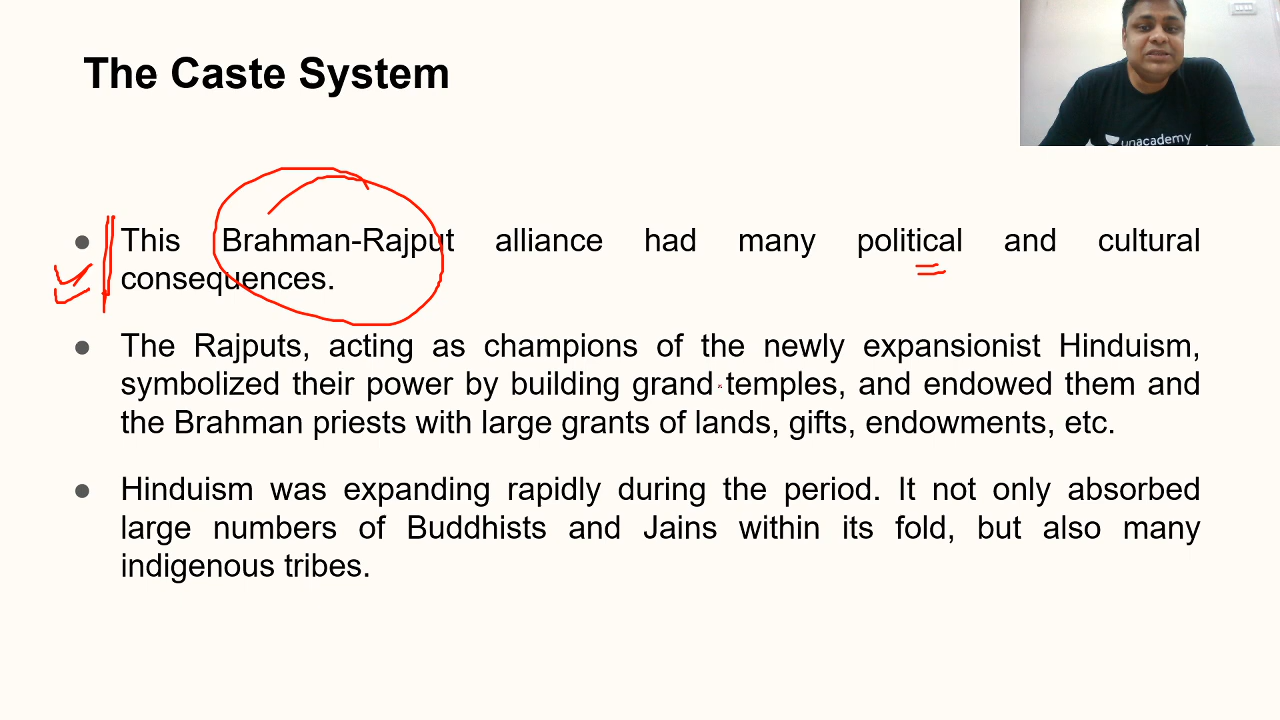 The Caste System
unacademy
This Brahman-Rajput alliance had many political and cultural
consequences.
The Rajputs, acting as champions of the newly expansionist Hinduism,
symbolized their power by building grand temples, and endowed them and
the Brahman priests with large grants of lands, gifts, endowments, etc.
Hinduism was expanding rapidly during the period. It not only absorbed
large numbers of Buddhists and Jains within its fold, but also many
indigenous tribes.